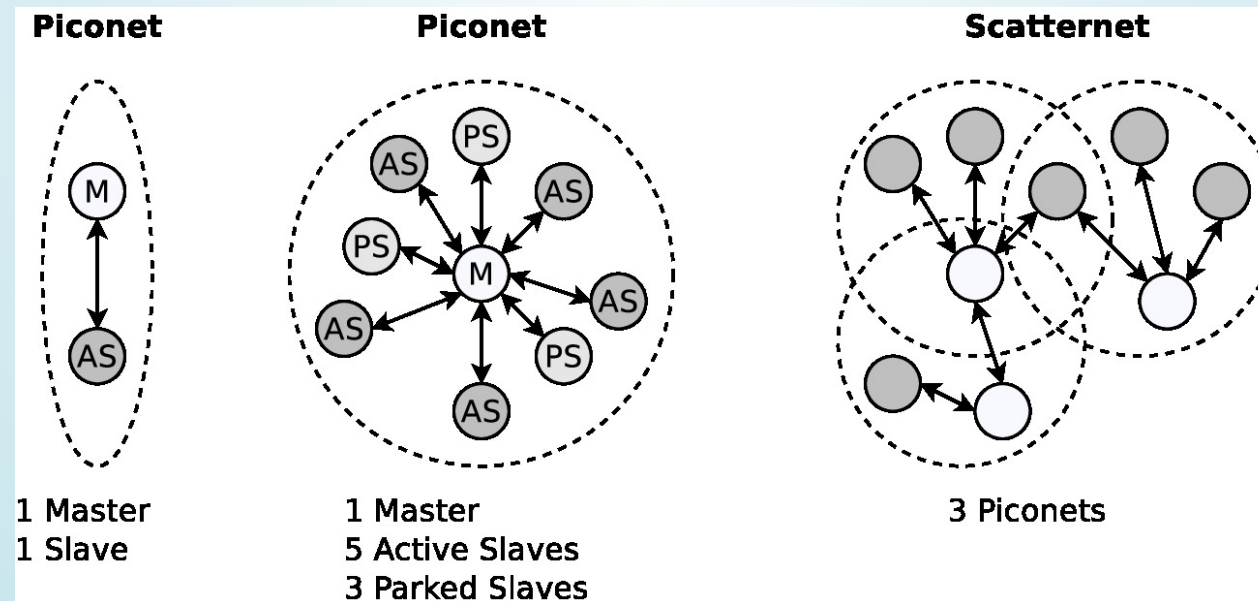 Piconet
M
AS
1 Master
1 Slave
Piconet
PS
AS
AS
PS
M
AS
AS
PS
AS
1 Master
5 Active Slaves
3 Parked Slaves
Scatternet
3 Piconets